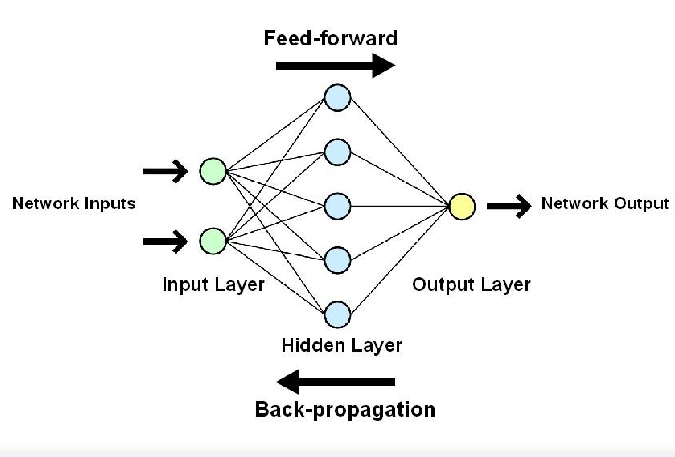 Feed-forward
Network Inputs
Network Output
Input Layer
Output Layer
Hidden Layer
Back-propagation